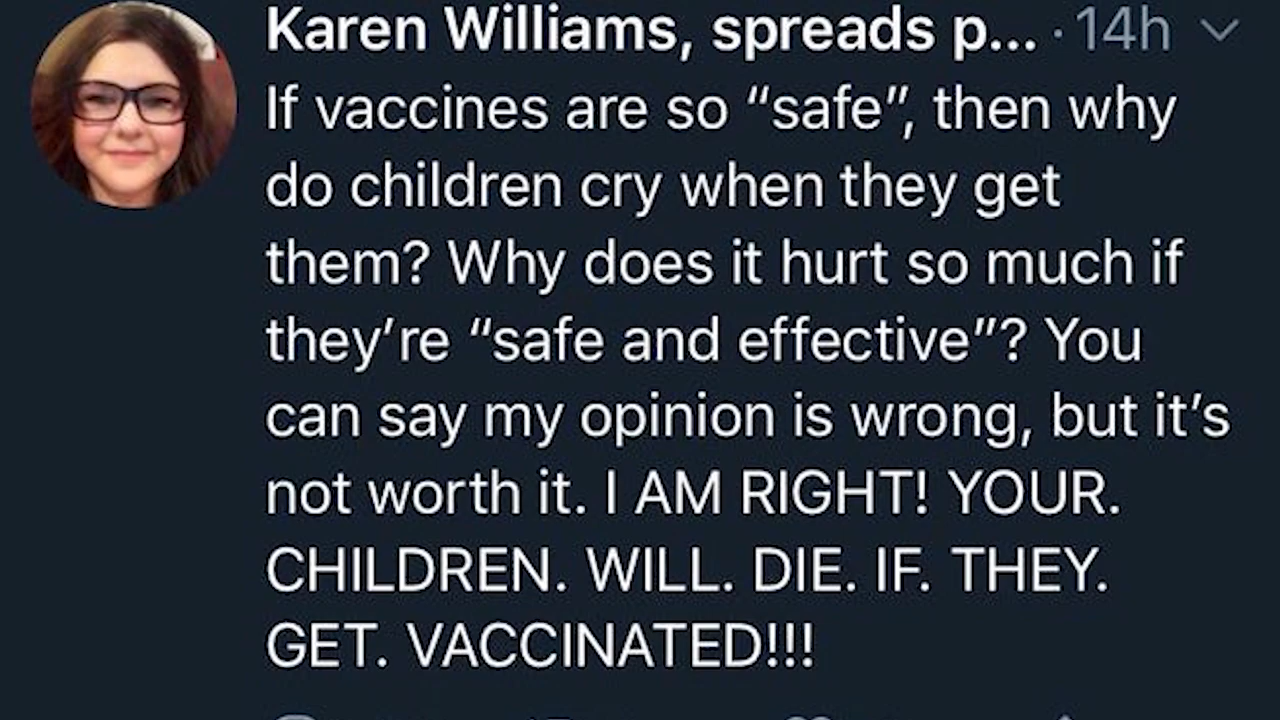 Karen Williams, spreads p... · 14h
If vaccines are so “safe”, then why
do children cry when they get
them? Why does it hurt so much if
they’re “safe and effective”? You
can say my opinion is wrong, but it’s
not worth it. I AM RIGHT! YOUR.
CHILDREN. WILL. DIE. IF. THEY.
GET. VACCINATED!!!